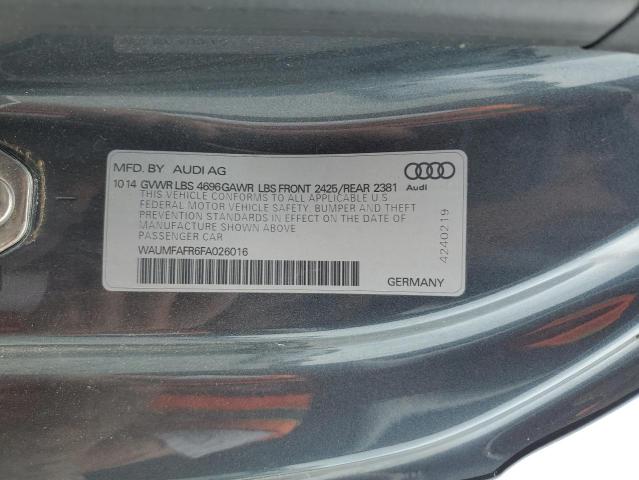 MFD. BY AUDI AG
10 14 GVWR LBS 4696 GAWR LBS FRONT 2425/REAR 2381
THIS VEHICLE CONFORMS TO ALL APPLICABLE U.S
FEDERAL MOTOR VEHICLE SAFETY, BUMPER AND THEFT
PREVENTION STANDARDS IN EFFECT ON THE DATE OF
MANUFACTURE SHOWN ABOVE
PASSENGER CAR
WAUMFAFR6FA026016
Audi
4240219
GERMANY